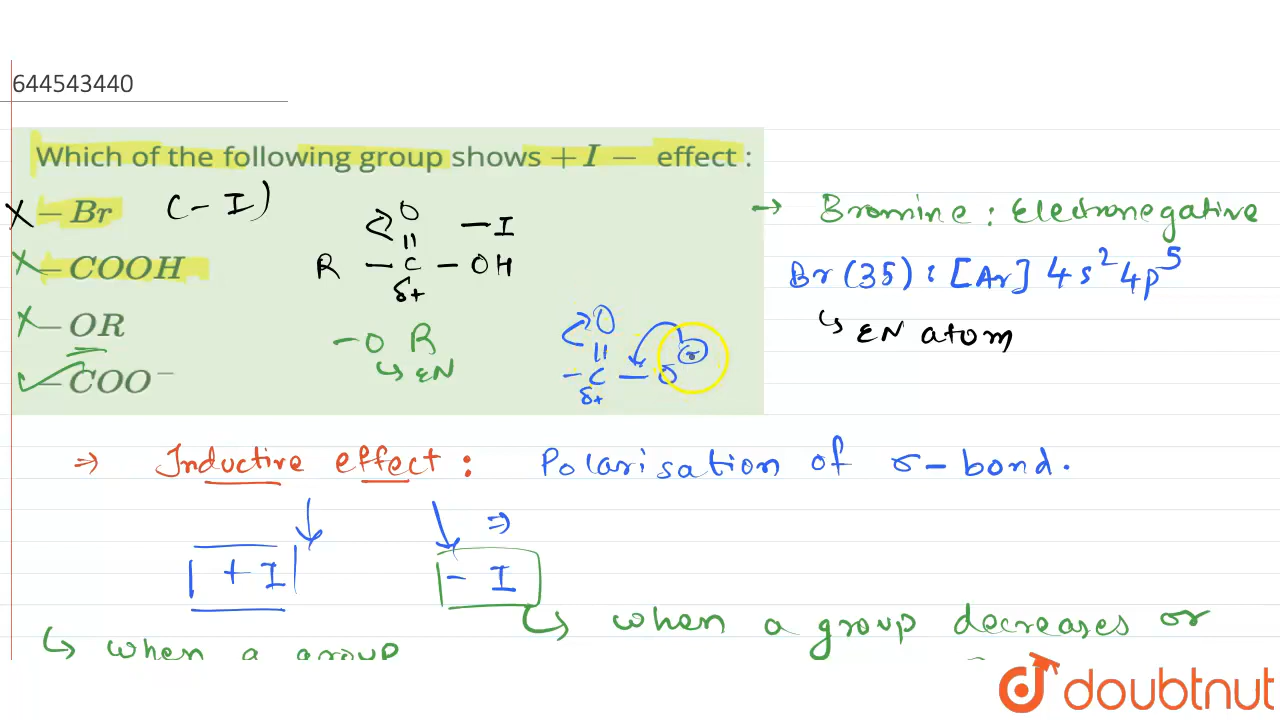 644543440
Which of the following group shows +I− effect :
X −Br (−I)
X −COOH
X −OR
✓ −COO⁻
O
||
R − C − OH −I
δ+
−O R
↳ EN
O
||
− C − O ⊖
δ+
→ Bromine : Electronegative
Br (35) : [Ar] 4s² 4p⁵
↳ EN atom
⇒ Inductive effect : Polarisation of σ−bond.
⇒
+ I − I
↳ when a group decreases or
↳ when a group
doubtnut